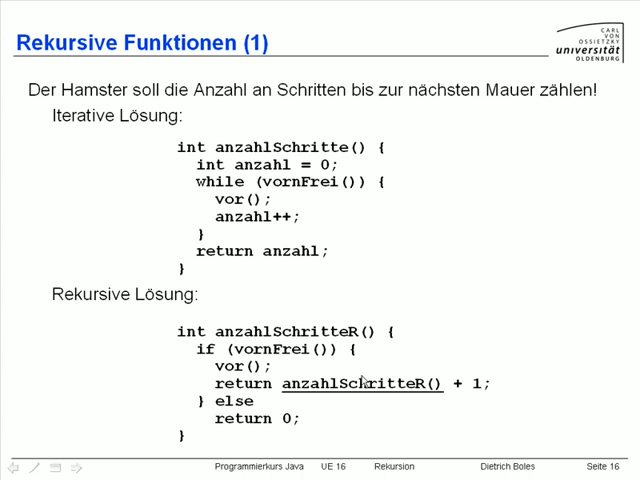 Rekursive Funktionen (1)
CARL
VON
OSSIETZKY
universität
OLDENBURG
Der Hamster soll die Anzahl an Schritten bis zur nächsten Mauer zählen!
Iterative Lösung:
int anzahlSchritte() {
int anzahl = 0;
while (vornFrei()) {
vor();
anzahl++;
}
return anzahl;
}
Rekursive Lösung:
int anzahlSchritteR() {
if (vornFrei()) {
vor();
return anzahlSchritteR() + 1;
} else
return 0;
}
Programmierkurs Java UE 16 Rekursion Dietrich Boles Seite 16